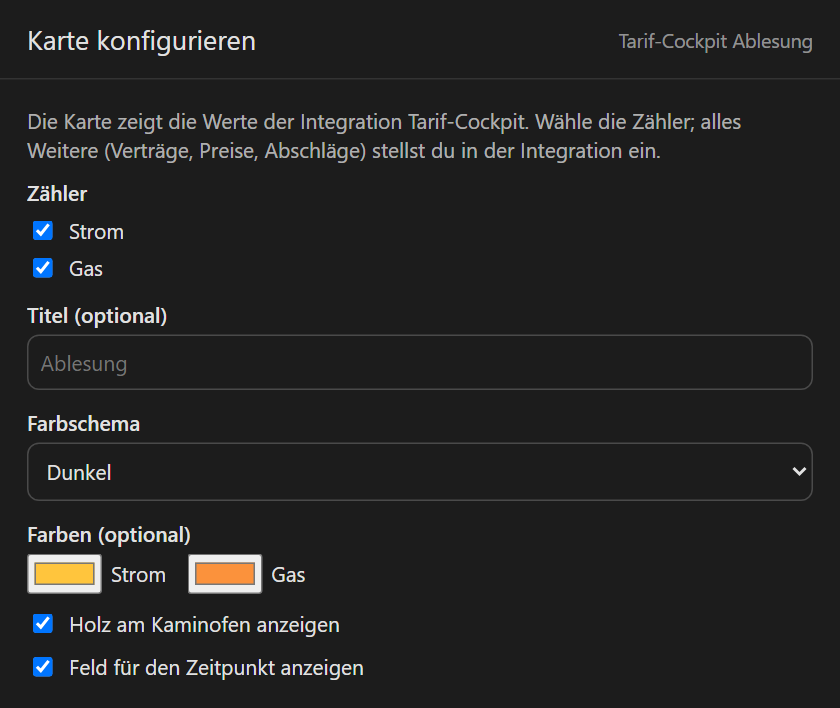 Karte konfigurieren
Tarif-Cockpit Ablesung
Die Karte zeigt die Werte der Integration Tarif-Cockpit. Wähle die Zähler; alles
Weitere (Verträge, Preise, Abschläge) stellst du in der Integration ein.
Zähler
Strom
Gas
Titel (optional)
Ablesung
Farbschema
Dunkel
Farben (optional)
Strom
Gas
Holz am Kaminofen anzeigen
Feld für den Zeitpunkt anzeigen